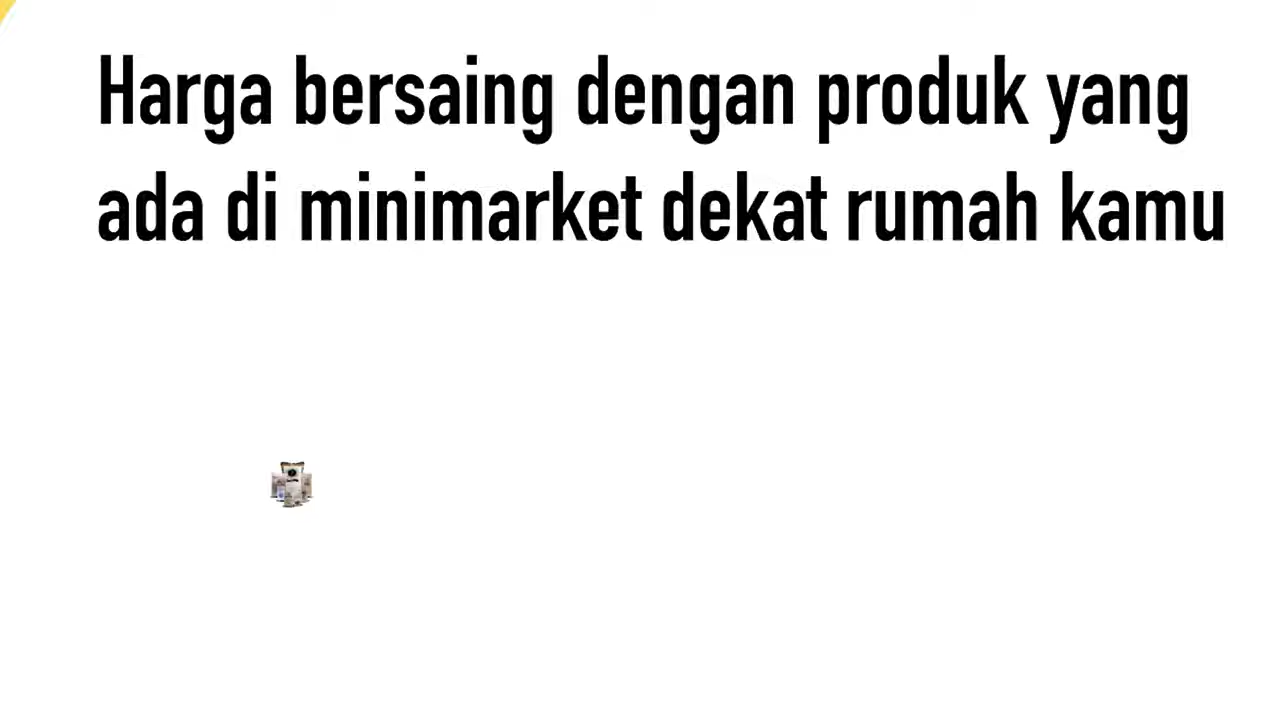 Harga bersaing dengan produk yang
ada di minimarket dekat rumah kamu